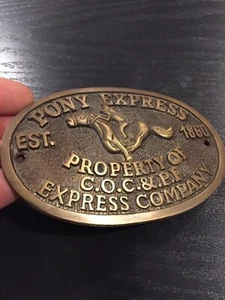 PONY EXPRESS
EST. 1860
PROPERTY OF
C.O.C.&P.P.
EXPRESS COMPANY